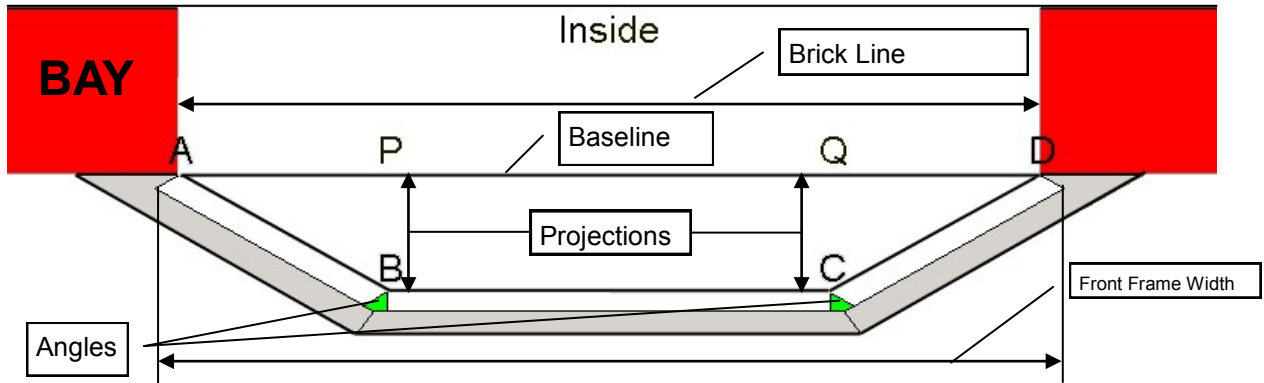 Inside
Brick Line
BAY
Baseline
A P Q D
Projections
B C
Front Frame Width
Angles